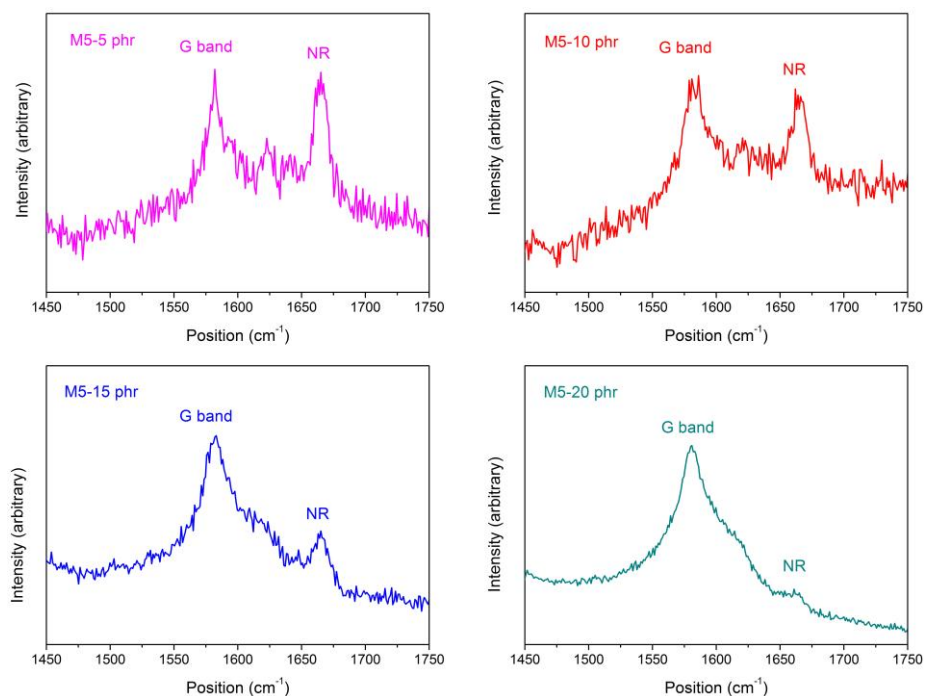 M5-5 phr
G band
NR
Intensity (arbitrary)
1450 1500 1550 1600 1650 1700 1750
Position (cm⁻¹)
M5-10 phr
G band
NR
Intensity (arbitrary)
1450 1500 1550 1600 1650 1700 1750
Position (cm⁻¹)
M5-15 phr
G band
NR
Intensity (arbitrary)
1450 1500 1550 1600 1650 1700 1750
Position (cm⁻¹)
M5-20 phr
G band
NR
Intensity (arbitrary)
1450 1500 1550 1600 1650 1700 1750
Position (cm⁻¹)